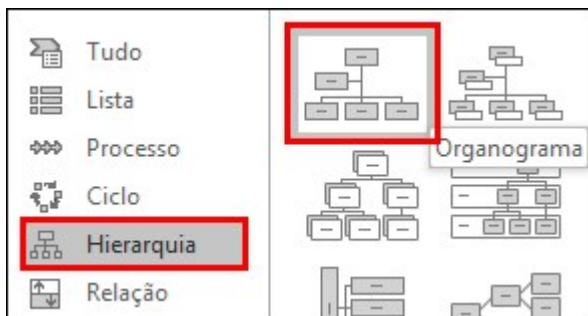 Tudo
Lista
Processo
Organograma
Ciclo
Hierarquia
Relação